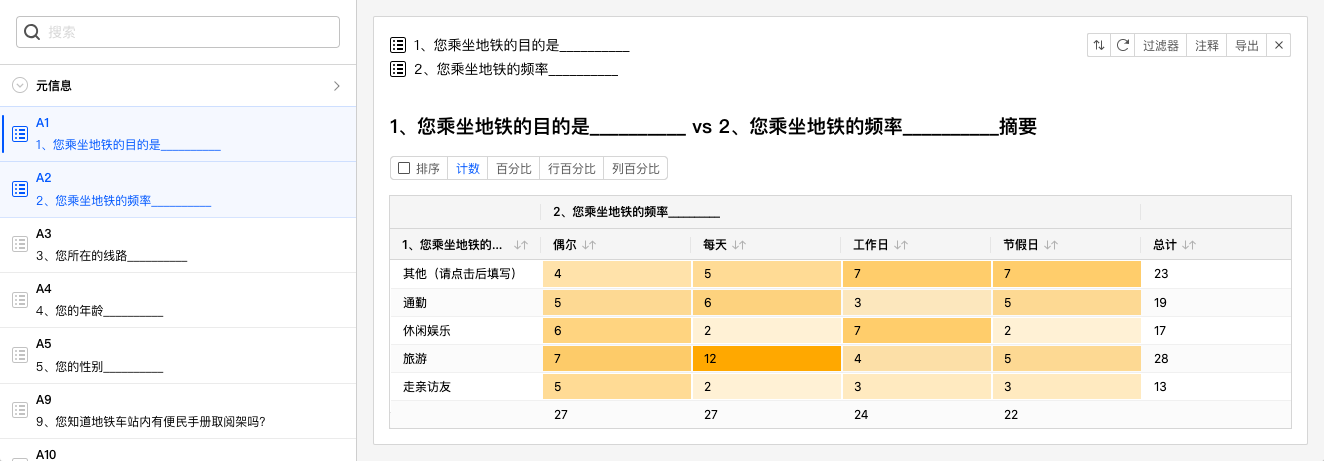 搜索
元信息
A1
1、您乘坐地铁的目的是__________
A2
2、您乘坐地铁的频率__________
A3
3、您所在的线路__________
A4
4、您的年龄__________
A5
5、您的性别__________
A9
9、您知道地铁车站内有便民手册取阅架吗?
A10
1、您乘坐地铁的目的是__________
2、您乘坐地铁的频率__________
过滤器 注释 导出
1、您乘坐地铁的目的是__________ vs 2、您乘坐地铁的频率__________摘要
排序 计数 百分比 行百分比 列百分比
2、您乘坐地铁的频率__________
1、您乘坐地铁的... 偶尔 每天 工作日 节假日 总计
其他（请点击后填写） 4 5 7 7 23
通勤 5 6 3 5 19
休闲娱乐 6 2 7 2 17
旅游 7 12 4 5 28
走亲访友 5 2 3 3 13
27 27 24 22